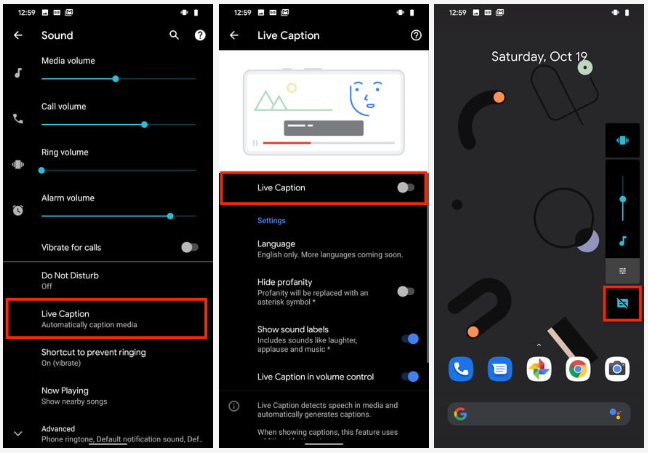 12:59
Sound
Media volume
Call volume
Ring volume
Alarm volume
Vibrate for calls
Do Not Disturb
Off
Live Caption
Automatically caption media
Shortcut to prevent ringing
On (vibrate)
Now Playing
Show nearby songs
Advanced
Phone ringtone, Default notification sound, Def..
12:59
Live Caption
Live Caption
Settings
Language
English only. More languages coming soon.
Hide profanity
Profanity will be replaced with an
asterisk symbol *
Show sound labels
Includes sounds like laughter,
applause and music *
Live Caption in volume control
Live Caption detects speech in media and
automatically generates captions.
When showing captions, this feature uses
12:59
Saturday, Oct 19